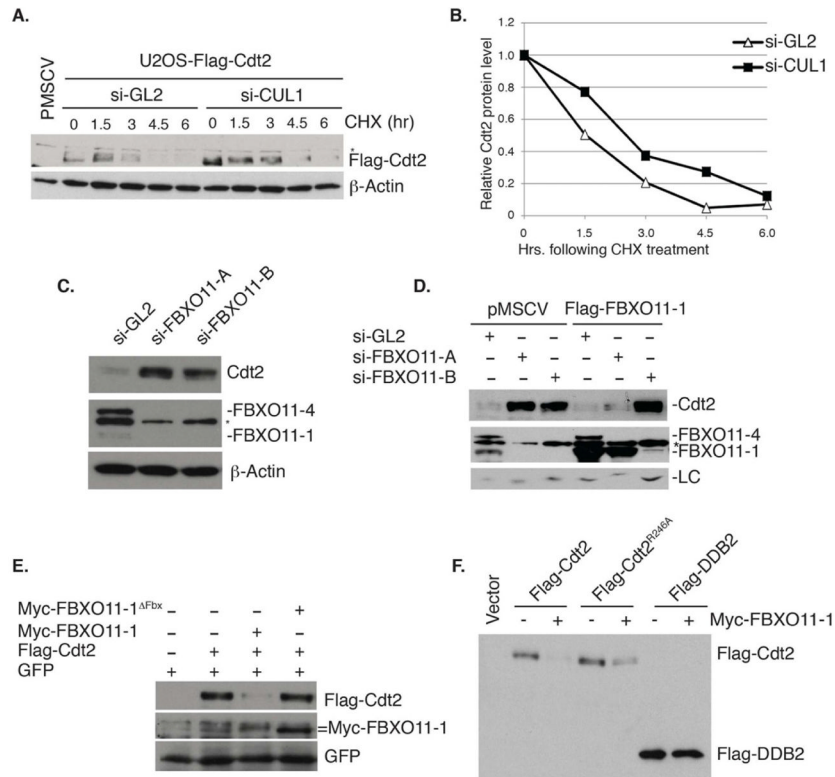 A.
U2OS-Flag-Cdt2
PMSCV
si-GL2 si-CUL1
0 1.5 3 4.5 6 0 1.5 3 4.5 6 CHX (hr)
*
Flag-Cdt2
β-Actin
B.
Relative Cdt2 protein level
1.2
1.0
0.8
0.6
0.4
0.2
0
0 1.5 3.0 4.5 6.0
Hrs. following CHX treatment
si-GL2
si-CUL1
C.
si-GL2 si-FBXO11-A si-FBXO11-B
Cdt2
-FBXO11-4
*
-FBXO11-1
β-Actin
D.
pMSCV Flag-FBXO11-1
si-GL2 + – – + – –
si-FBXO11-A – + – – + –
si-FBXO11-B – – + – – +
-Cdt2
-FBXO11-4
*
-FBXO11-1
-LC
E.
Myc-FBXO11-1ΔFbx – – – +
Myc-FBXO11-1 – – + –
Flag-Cdt2 – + + +
GFP + + + +
Flag-Cdt2
=Myc-FBXO11-1
GFP
F.
Vector Flag-Cdt2 Flag-Cdt2R246A Flag-DDB2
- + - + - + Myc-FBXO11-1
Flag-Cdt2
Flag-DDB2